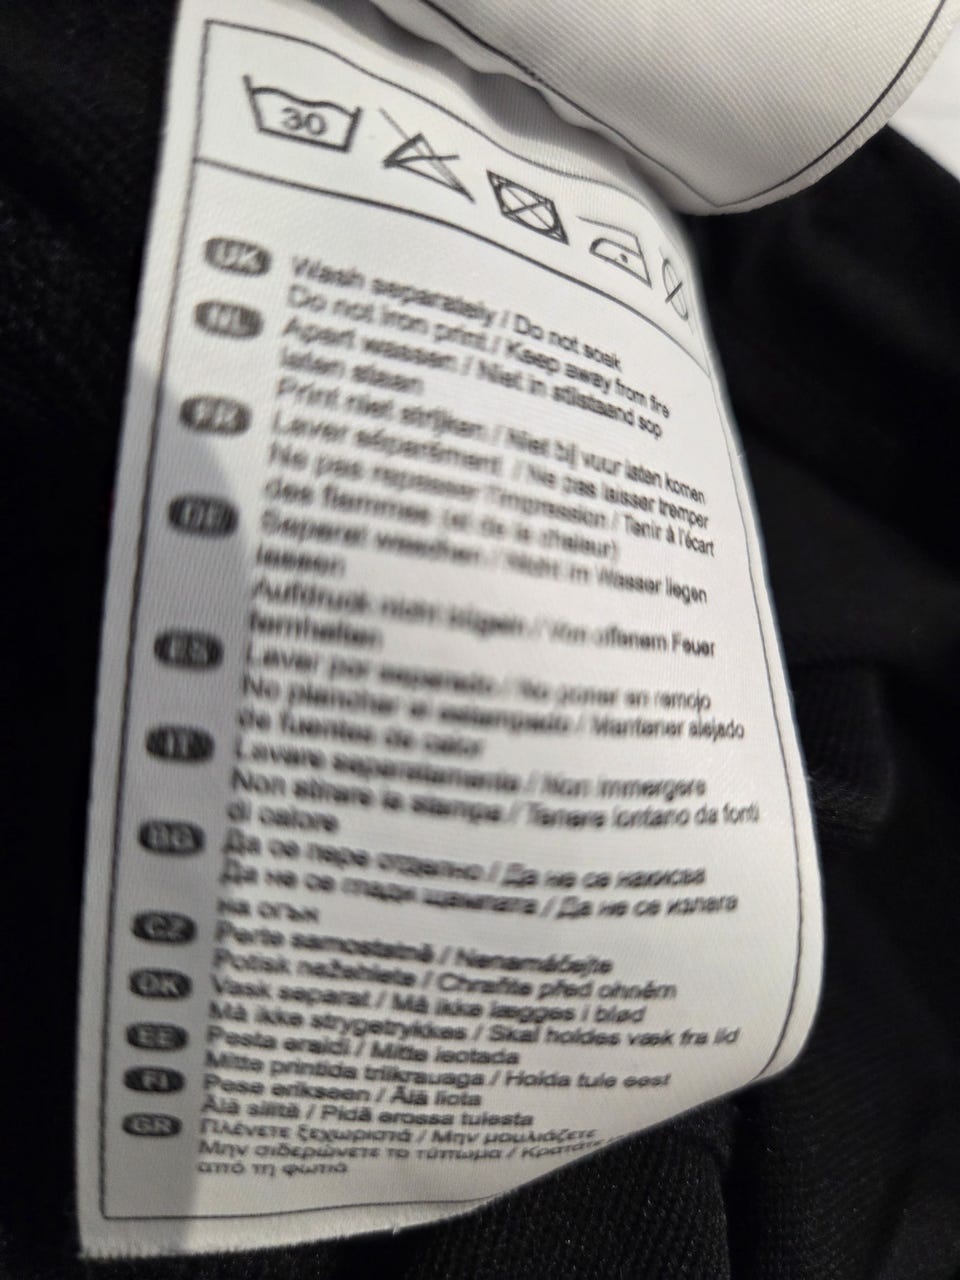 30
UK Wash separately / Do not soak
Do not iron print / Keep away from fire
NL Apart wassen / Niet in stilstaand sop
laten staan
Print niet strijken / Niet bij vuur laten komen
FR Laver séparément / Ne pas laisser tremper
Ne pas repasser l'impression / Tenir à l'écart
des flammes (et de la chaleur)
DE Separat waschen / Nicht im Wasser liegen
lassen
Aufdruck nicht bügeln / Von offenem Feuer
fernhalten
ES Lavar por separado / No poner en remojo
No planchar el estampado / Mantener alejado
de fuentes de calor
IT Lavare separatamente / Non immergere
Non stirare la stampa / Tenere lontano da fonti
di calore
BG Да се пере отделно / Да не се накисва
Да не се глади щампата / Да не се излага
на огън
CZ Perte samostatně / Nenamáčejte
Potisk nežehlete / Chraňte před ohněm
DK Vask separat / Må ikke lægges i blød
Må ikke strygetrykkes / Skal holdes væk fra ild
EE Pesta eraldi / Mitte leotada
Mitte printida triikrauaga / Hoida tule eest
FI Pese erikseen / Älä liota
Älä silitä / Pidä erossa tulesta
GR Πλένετε ξεχωριστά / Μην μουλιάζετε
Μην σιδερώνετε το τύπωμα / Κρατάτε
από τη φωτιά